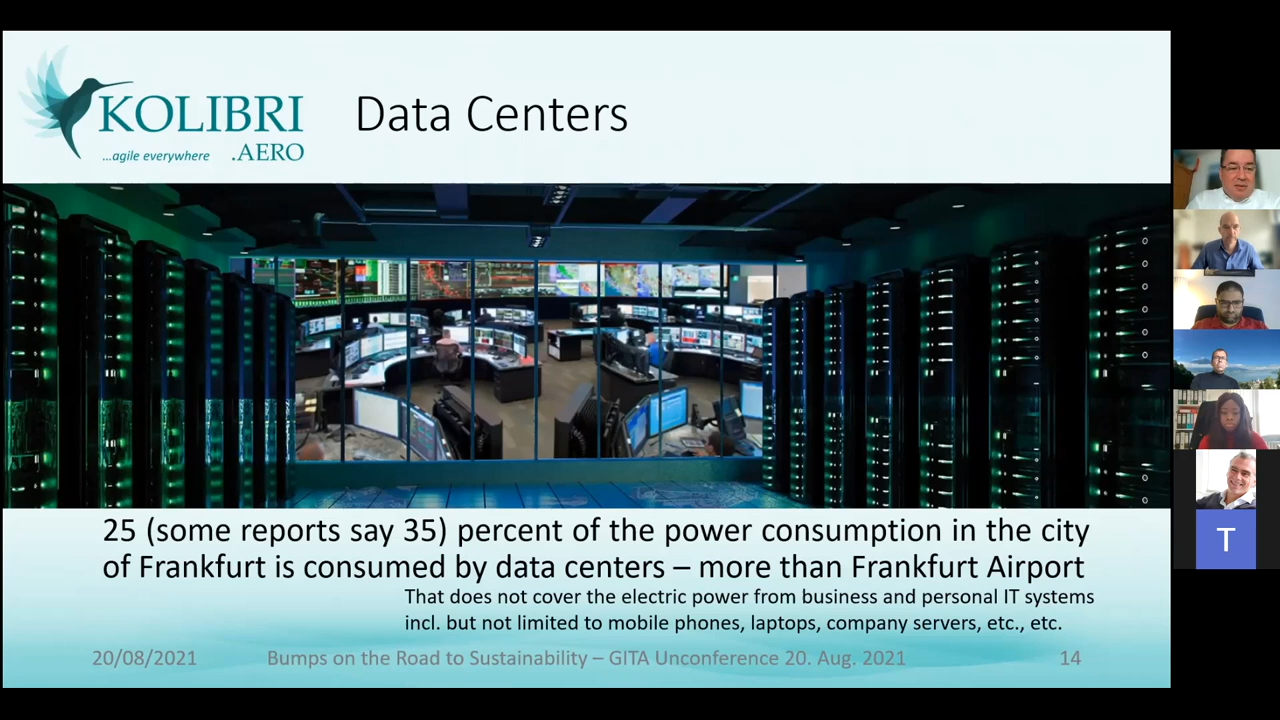 KOLIBRI
...agile everywhere .AERO
Data Centers
25 (some reports say 35) percent of the power consumption in the city
of Frankfurt is consumed by data centers – more than Frankfurt Airport
That does not cover the electric power from business and personal IT systems
incl. but not limited to mobile phones, laptops, company servers, etc., etc.
20/08/2021 Bumps on the Road to Sustainability – GITA Unconference 20. Aug. 2021 14
T